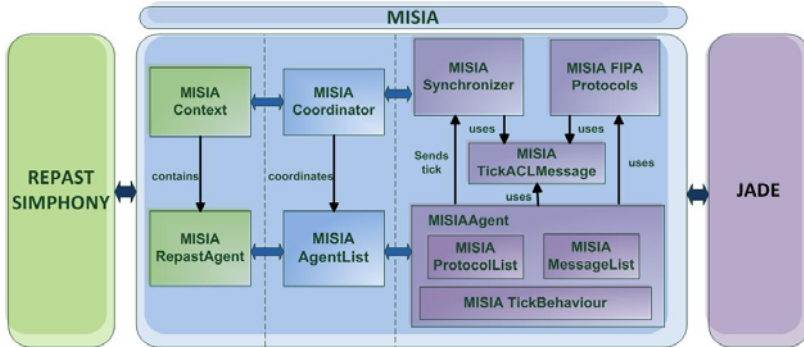 MISIA
REPAST
SIMPHONY
MISIA
Context
MISIA
Coordinator
MISIA
Synchronizer
MISIA FIPA
Protocols
contains
coordinates
Sends
tick
uses
uses
MISIA
TickACLMessage
uses
uses
MISIA
RepastAgent
MISIA
AgentList
MISIAAgent
MISIA
ProtocolList
MISIA
MessageList
MISIA TickBehaviour
JADE